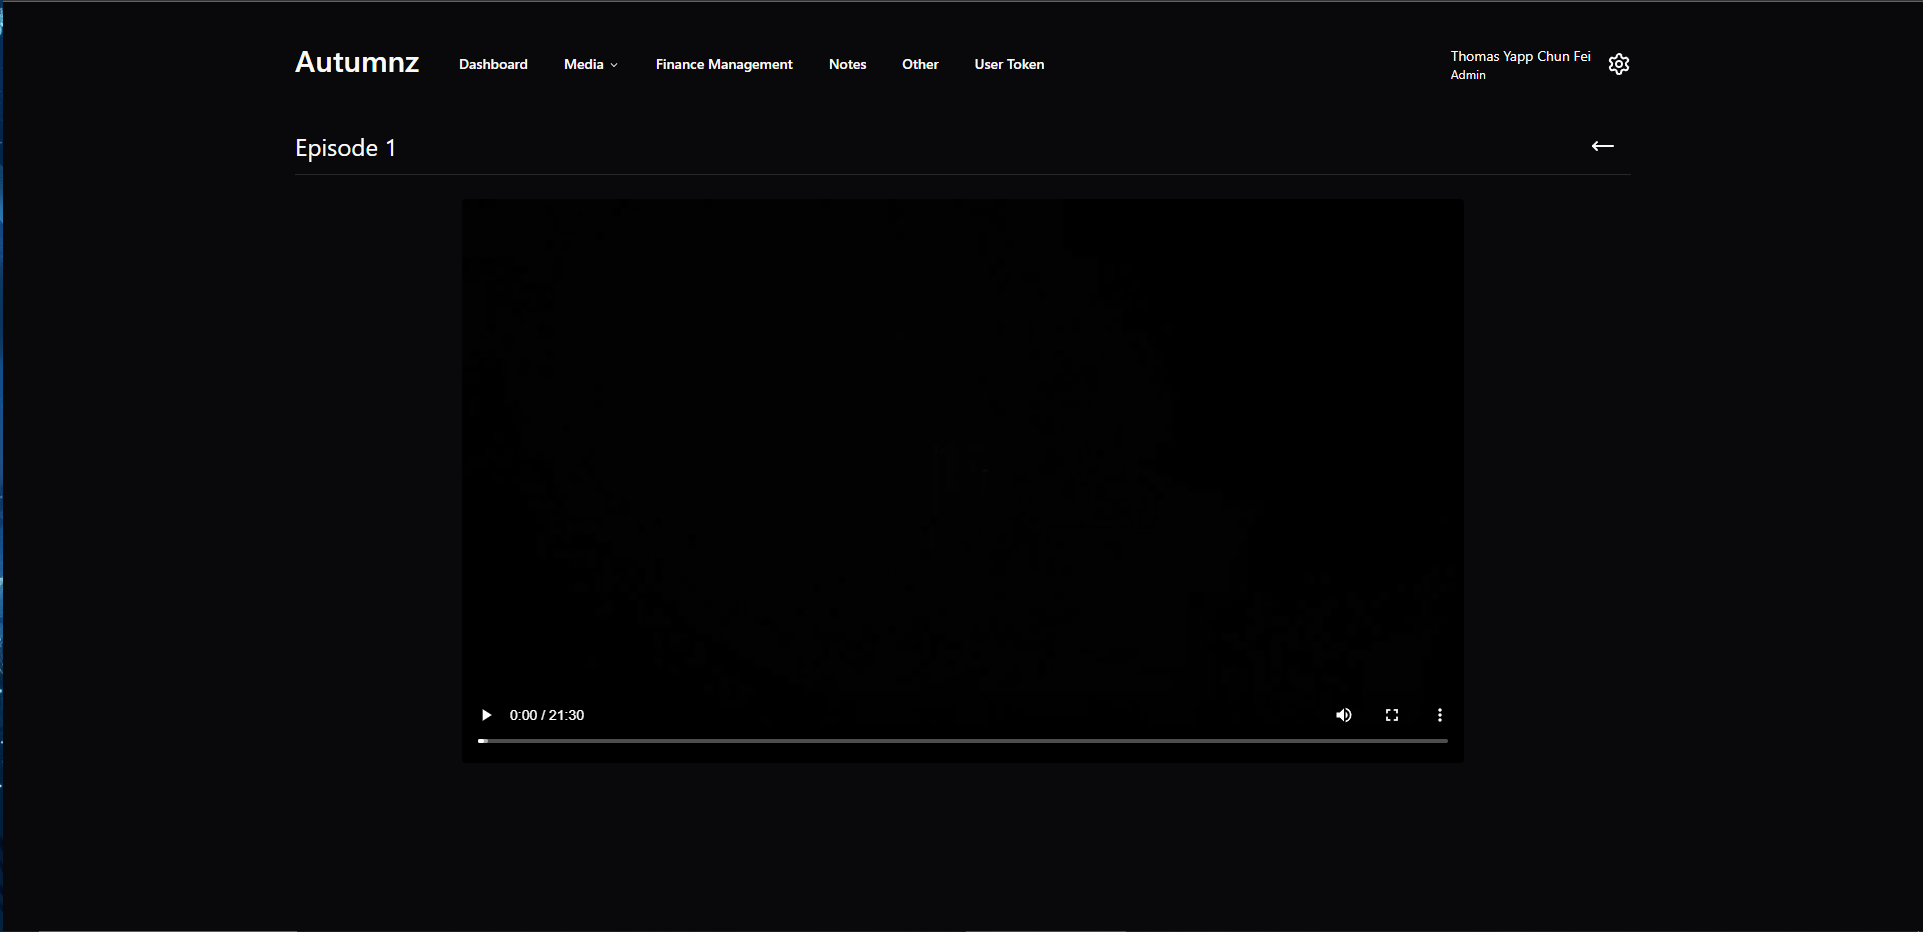 Autumnz Dashboard Media Finance Management Notes Other User Token Thomas Yapp Chun Fei
Admin
Episode 1
0:00 / 21:30